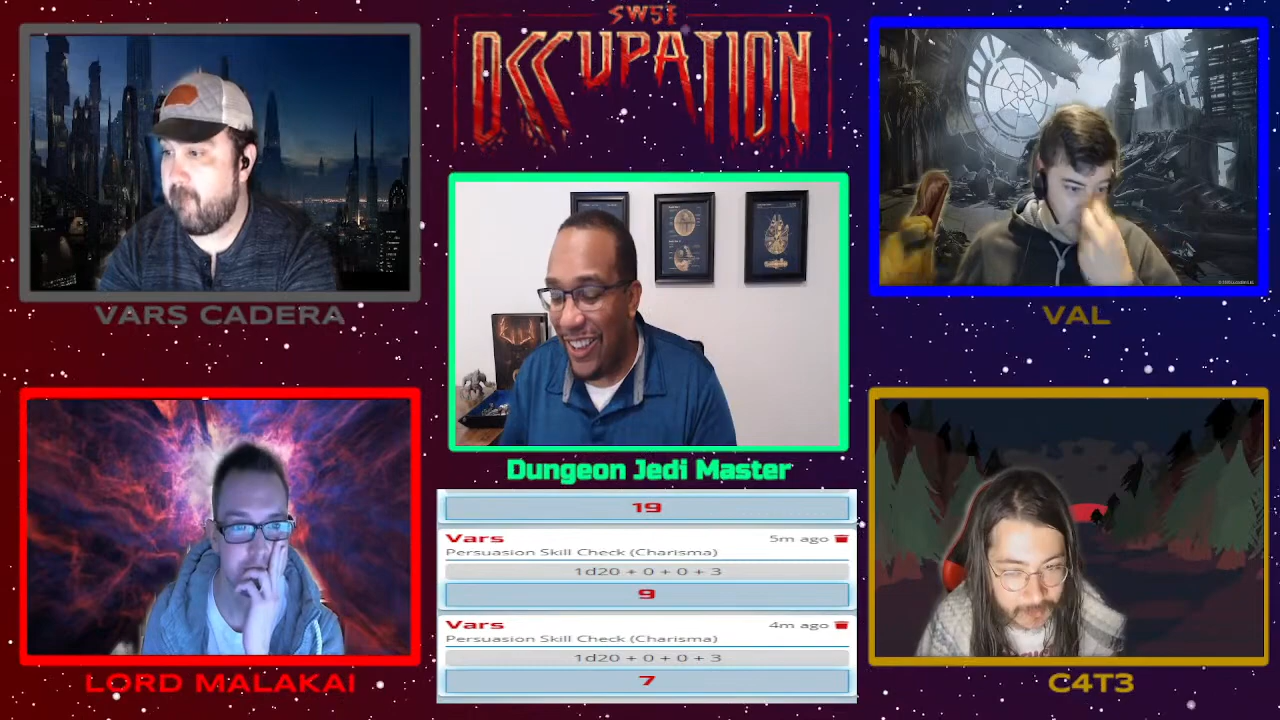 SW5E
OCCUPATION
VARS CADERA
VAL
Dungeon Jedi Master
19
Vars
5m ago
Persuasion Skill Check (Charisma)
1d20 + 0 + 0 + 3
9
Vars
4m ago
Persuasion Skill Check (Charisma)
1d20 + 0 + 0 + 3
7
LORD MALAKAI
C4T3